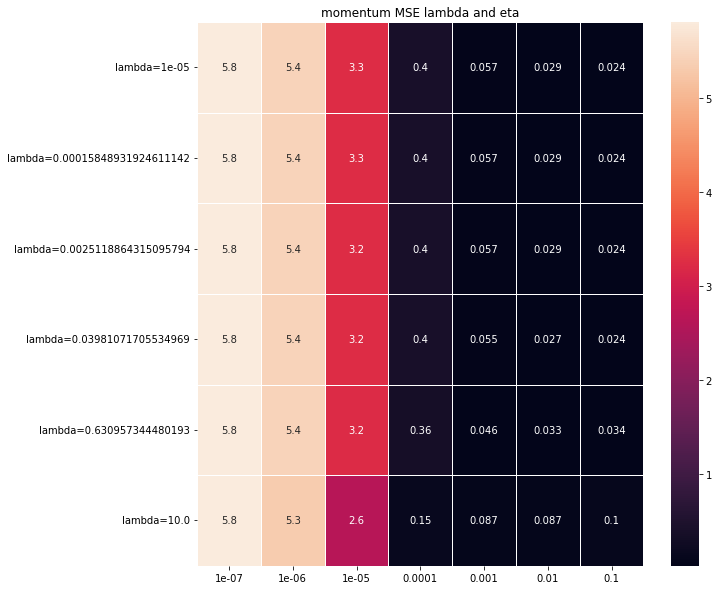 momentum MSE lambda and eta
lambda=1e-05 5.8 5.4 3.3 0.4 0.057 0.029 0.024
lambda=0.00015848931924611142 5.8 5.4 3.3 0.4 0.057 0.029 0.024
lambda=0.0025118864315095794 5.8 5.4 3.2 0.4 0.057 0.029 0.024
lambda=0.03981071705534969 5.8 5.4 3.2 0.4 0.055 0.027 0.024
lambda=0.630957344480193 5.8 5.4 3.2 0.36 0.046 0.033 0.034
lambda=10.0 5.8 5.3 2.6 0.15 0.087 0.087 0.1
1e-07 1e-06 1e-05 0.0001 0.001 0.01 0.1
5
4
3
2
1